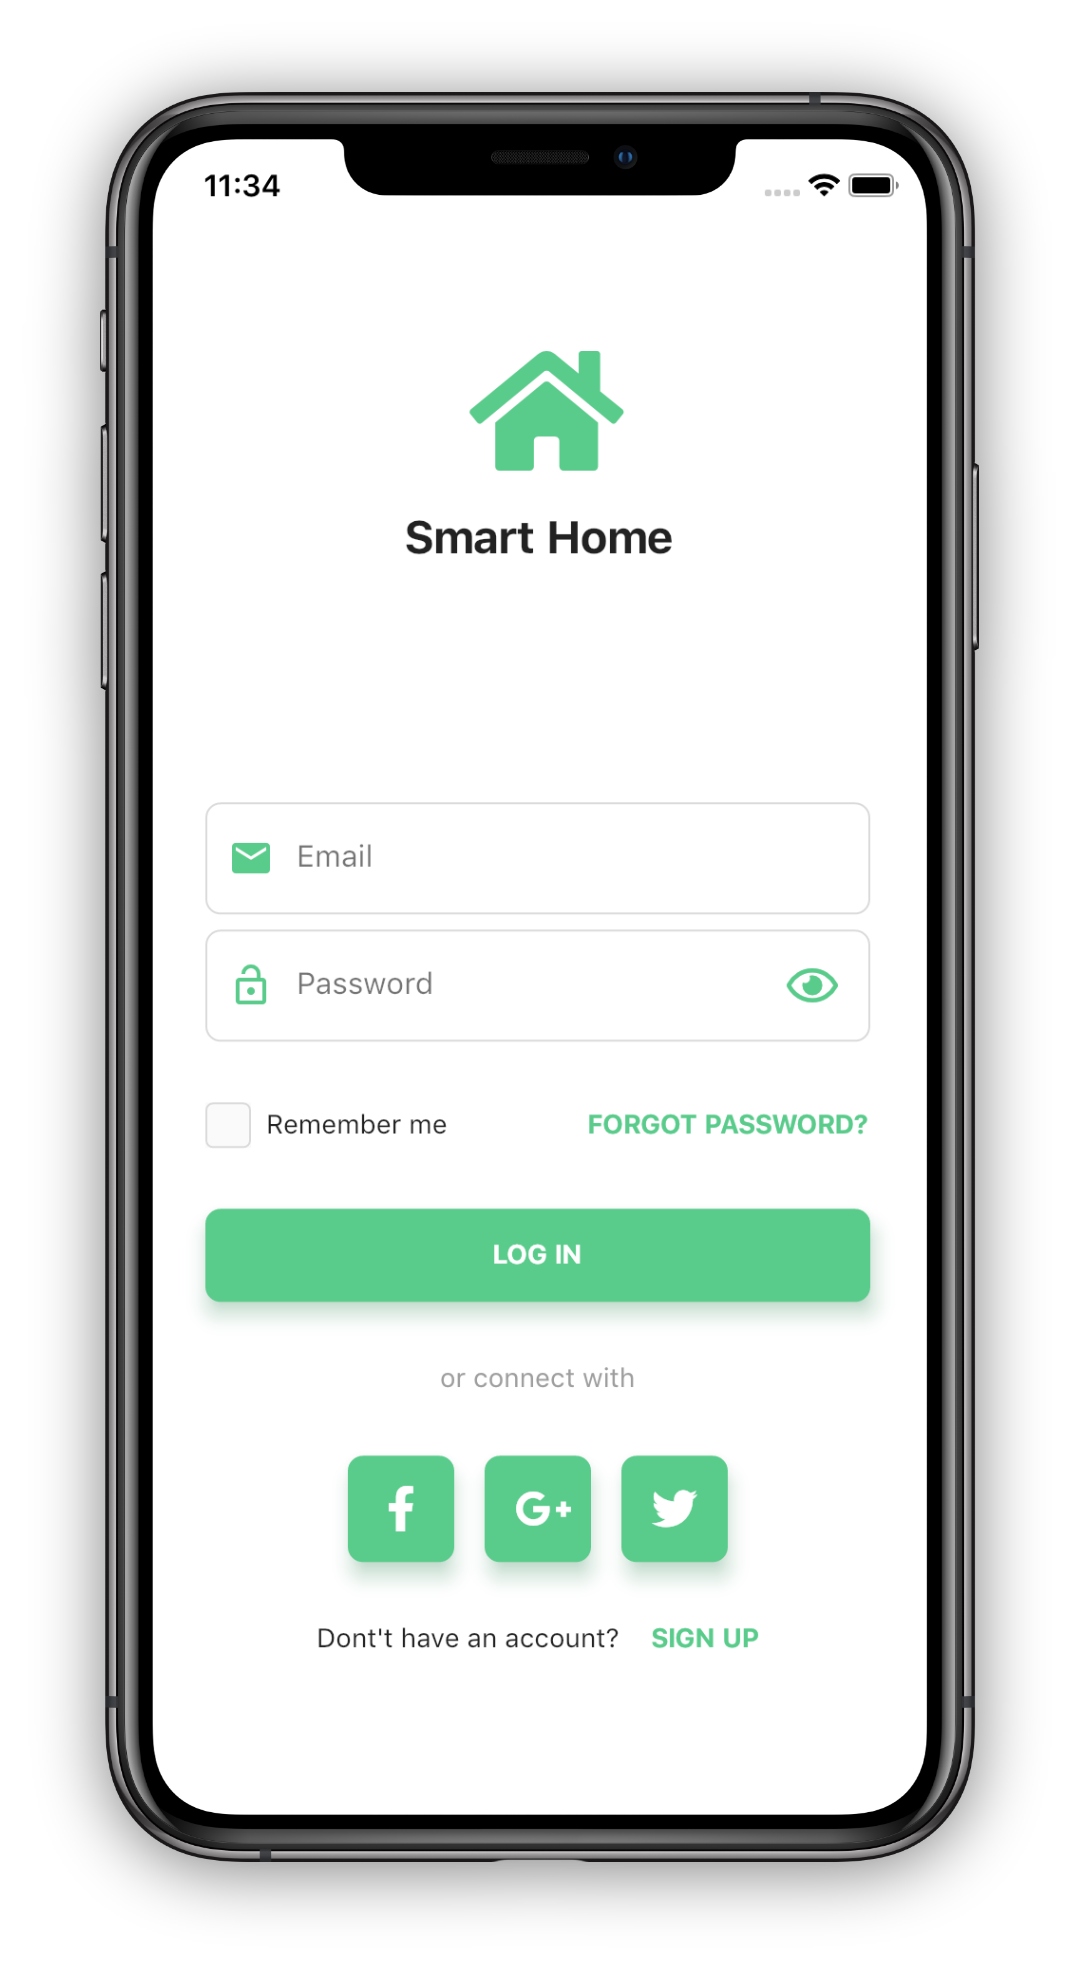 11:34
Smart Home
Email
Password
Remember me FORGOT PASSWORD?
LOG IN
or connect with
f G+
Dont't have an account? SIGN UP